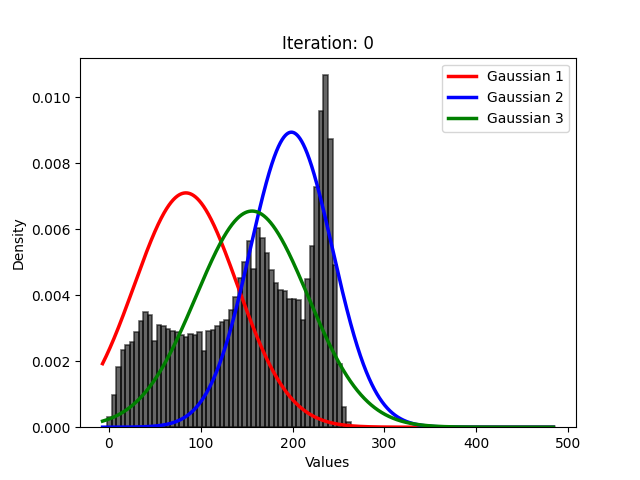 Iteration: 0
Gaussian 1
Gaussian 2
Gaussian 3
0.010
0.008
0.006
0.004
0.002
0.000
Density
0 100 200 300 400 500
Values